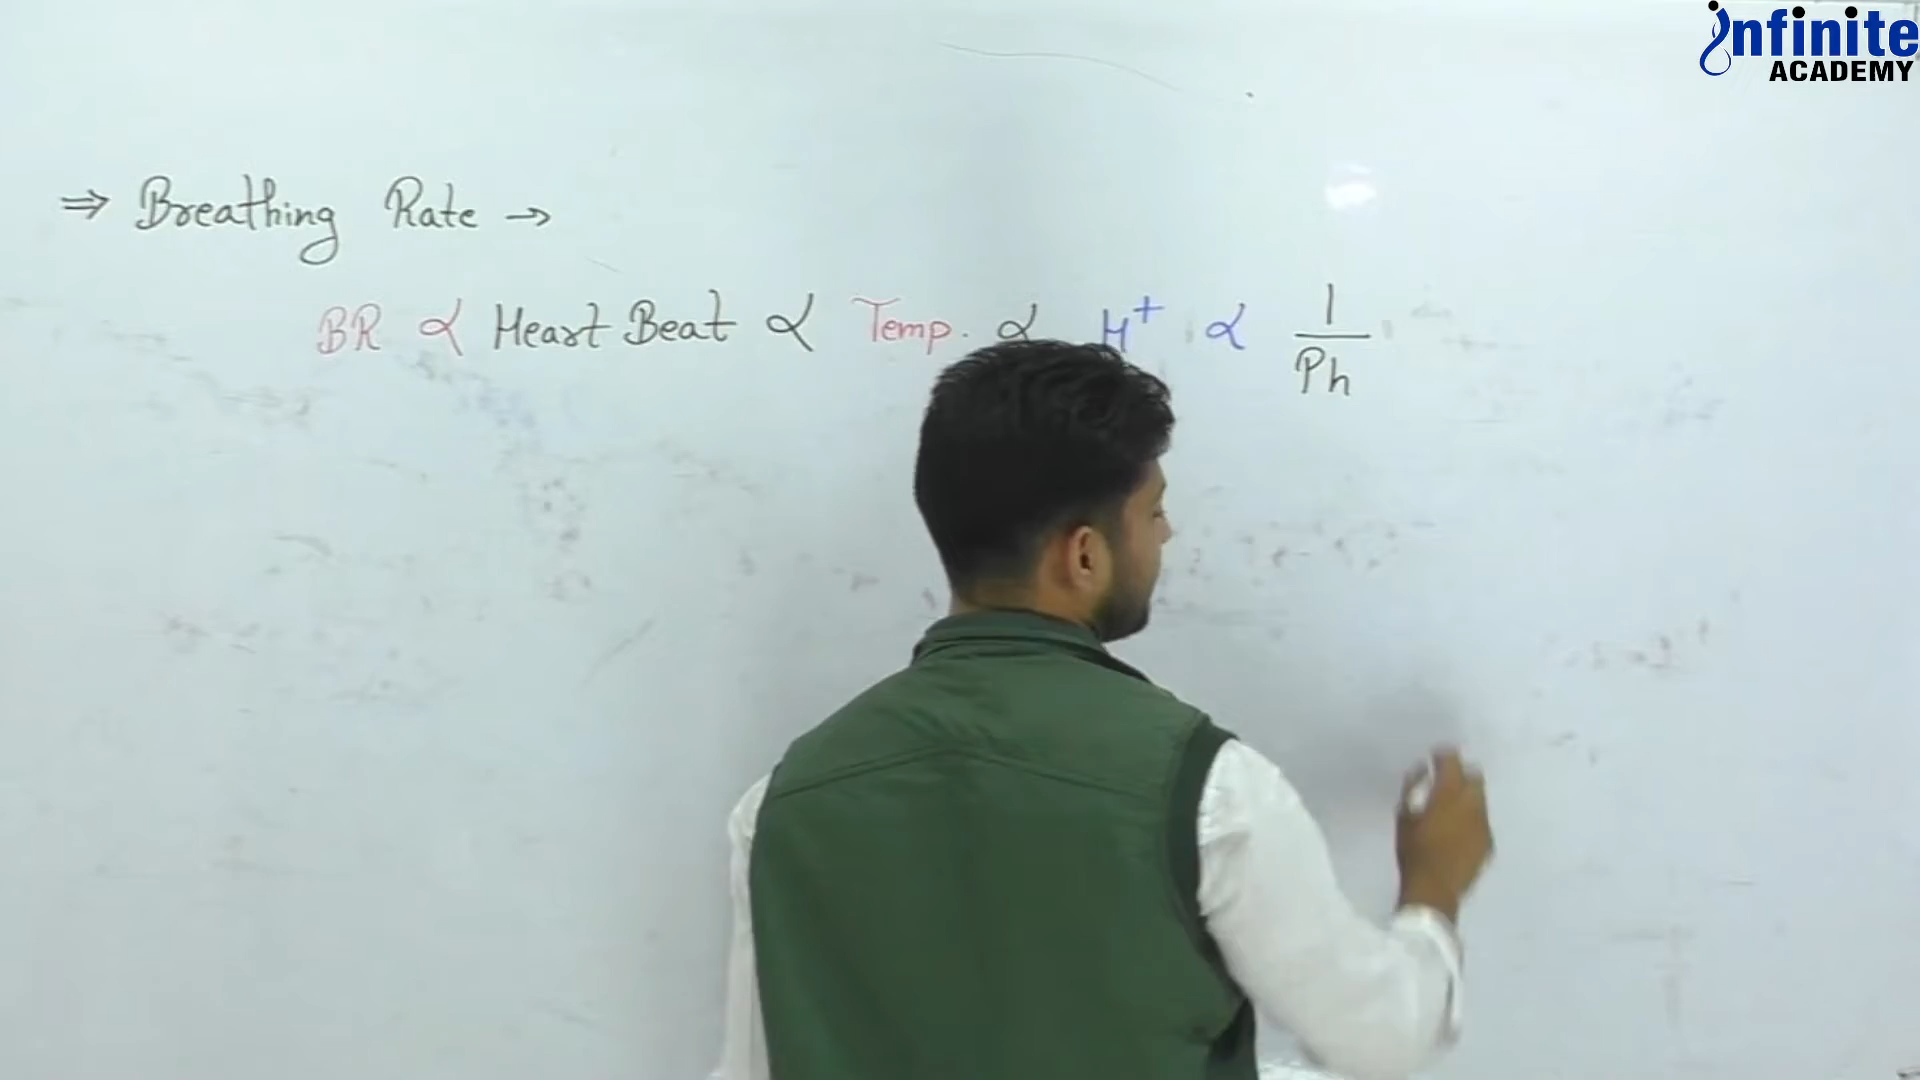 infinite
ACADEMY
⇒ Breathing Rate →
BR ∝ Heart Beat ∝ Temp. ∝ H⁺ ∝ 1/Ph